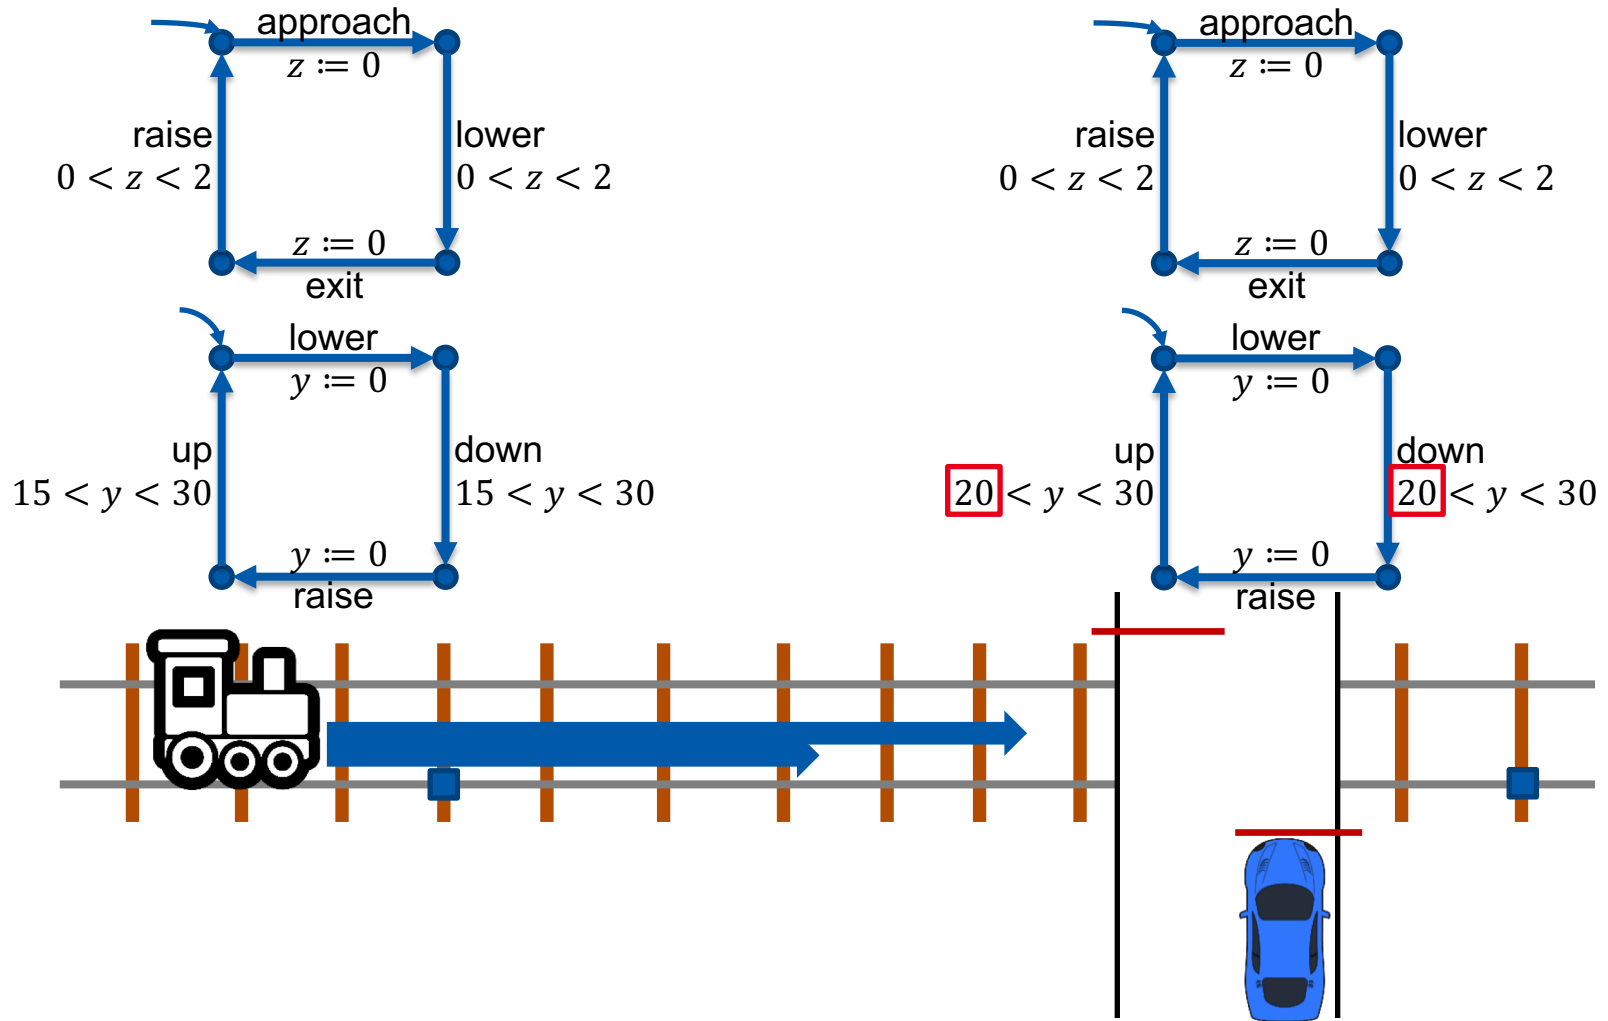 approach
z := 0
raise
0 < z < 2
lower
0 < z < 2
z := 0
exit
lower
y := 0
up
15 < y < 30
down
15 < y < 30
y := 0
raise
approach
z := 0
raise
0 < z < 2
lower
0 < z < 2
z := 0
exit
lower
y := 0
up
20 < y < 30
down
20 < y < 30
y := 0
raise